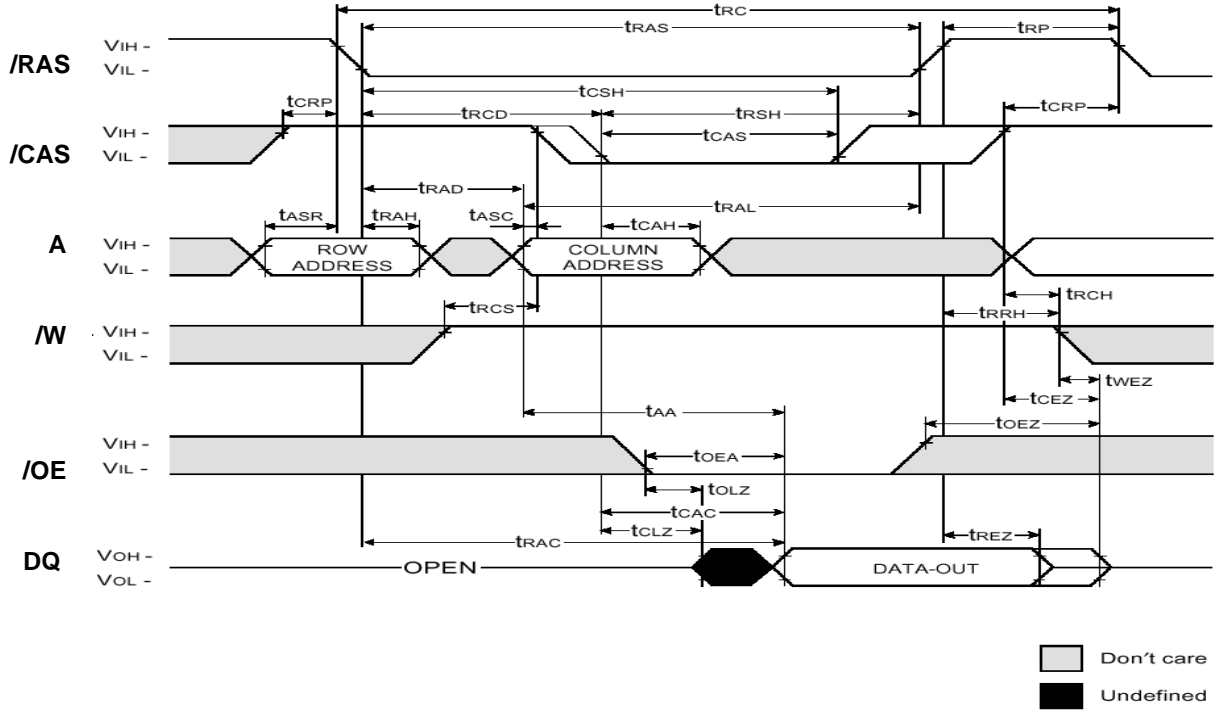 tRC
tRAS
tRP
/RAS
VIH -
VIL -
tCRP
tCSH
tRCD
tRSH
tCRP
tCAS
/CAS
VIH -
VIL -
tRAD
tRAL
tASR
tRAH
tASC
tCAH
A
VIH -
VIL -
ROW
ADDRESS
COLUMN
ADDRESS
tRCS
tRCH
tRRH
/W
VIH -
VIL -
tWEZ
tCEZ
tAA
tOEZ
/OE
VIH -
VIL -
tOEA
tOLZ
tCAC
tCLZ
tREZ
tRAC
DQ
VOH -
VOL -
OPEN
DATA-OUT
Don't care
Undefined